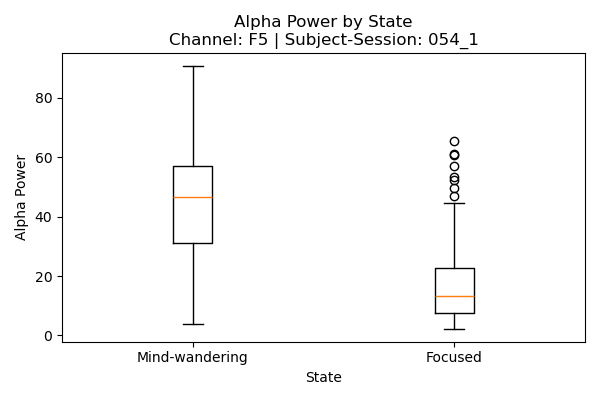 Alpha Power by State
Channel: F5 | Subject-Session: 054_1
Alpha Power
80
60
40
20
0
Mind-wandering
Focused
State